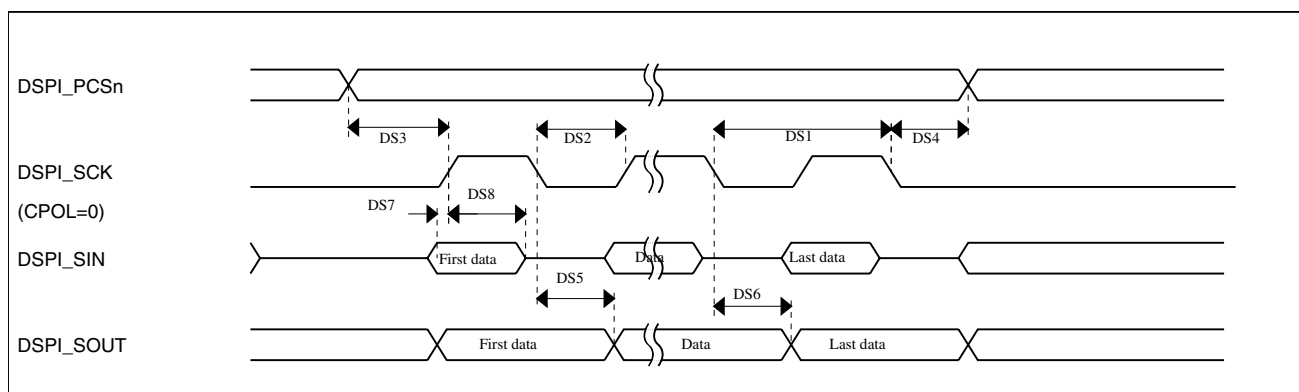 DSPI_PCSn
DS3
DS2
DS1
DS4
DSPI_SCK
(CPOL=0)
DS7
DS8
DSPI_SIN
First data
Data
Last data
DS5
DS6
DSPI_SOUT
First data
Data
Last data